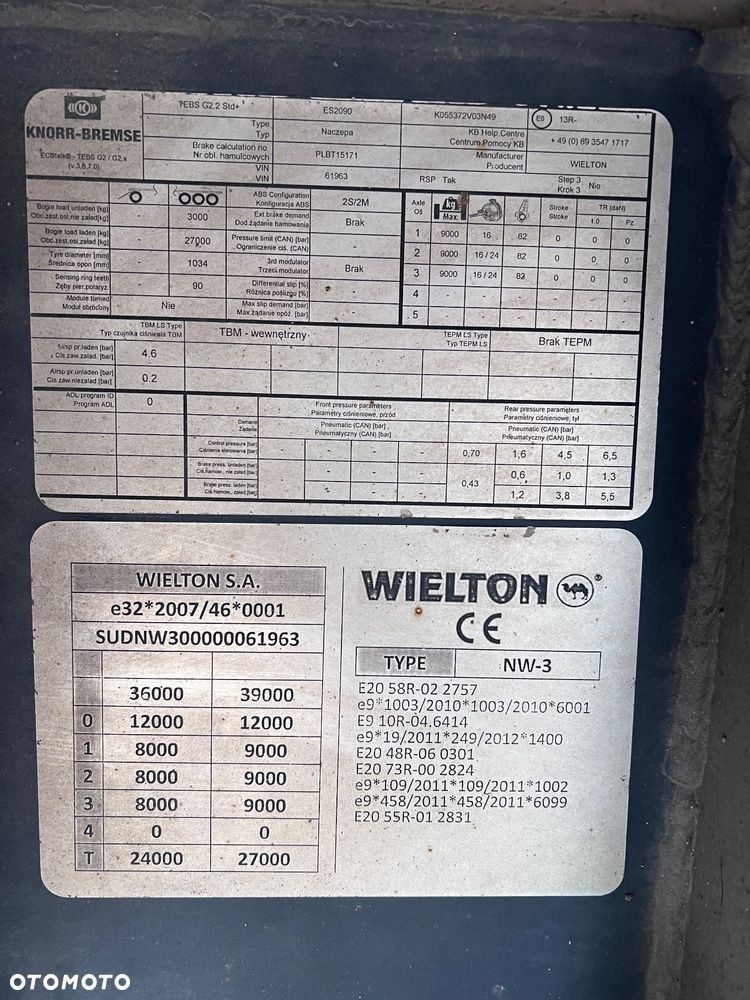 KNORR-BREMSE
ECUtalk® - TEBS G2 / G2.x
(v.3.0.7.0)
TEBS G2.2 Std+ ES2090 K055372V03N49 E0 13R-
Type
Typ Naczepa KB Help Centre
Centrum Pomocy KB + 49 (0) 89 3547 1717
Brake calculation no
Nr obl. hamulcowych PLBT15171 Manufacturer
Producent WIELTON
VIN
VIN 61963 RSP Tak Step 3
Krok 3 Nie
Bogie load unladen [kg]
Obc.zest.osi.nie zalad[kg] - 3000
Bogie load laden [kg]
Obc.zest.osi.zalad[kg] - 27000
Tyre diameter [mm]
Średnica opon [mm] - 1034
Sensing ring teeth
Zęby pier.polaryz. - 90
Module turned
Moduł obrócony Nie
ABS Configuration
Konfiguracja ABS 2S/2M
Ext brake demand
Dod.żądanie hamowania Brak
Pressure limit (CAN) [bar]
. Ograniczenie ciś. (CAN)
3rd modulator
Trzeci modulator Brak
Differential slip [%]
Różnica poślizgu [%] -
Max slip demand [bar]
Max żądanie opóź. [bar] -
Axle
Oś kg
Max. Stroke
Stroke TR (daN)
1.0 Pz
1 9000 16 82 0 0 0
2 9000 16 / 24 82 0 0 0
3 9000 16 / 24 82 0 0 0
4 - - - - - -
5 - - - - - -
TBM LS Type
Typ czujnika ciśnienia TBM TBM - wewnętrzny TEPM LS Type
Typ TEPM LS Brak TEPM
Airsp pr.laden [bar]
. Cis zaw.zalad. [bar] 4.6
Airsp pr.unladen [bar]
Cis zaw niezalad [bar] 0.2
ADL program ID
Program ADL 0
Front pressure parameters
Parametry ciśnieniowe, przód Rear pressure parameters
Parametry ciśnieniowe, tył
Demand
Żądanie Pneumatic (CAN) [bar]
. Pneumatyczny (CAN) [bar] Pneumatic (CAN) [bar]
. Pneumatyczny (CAN) [bar]
Control pressure [bar]
Ciśnienie sterowania [bar] - - - - 0,70 1,6 4,5 6,5
Brake press. Unladen [bar]
Ciś.hamow., nie zalad. [bar] - - - - 0,43 0,6 1,0 1,3
Brake press. laden [bar]
Ciś.hamow., zalad. [bar] - - - 1,2 3,8 5,5
WIELTON S.A.
e32*2007/46*0001
SUDNW300000061963
36000 39000
0 12000 12000
1 8000 9000
2 8000 9000
3 8000 9000
4 0 0
T 24000 27000
WIELTON ®
CE
TYPE NW-3
E20 58R-02 2757
e9*1003/2010*1003/2010*6001
E9 10R-04.6414
e9*19/2011*249/2012*1400
E20 48R-06 0301
E20 73R-00 2824
e9*109/2011*109/2011*1002
e9*458/2011*458/2011*6099
E20 55R-01 2831
OTOMOTO